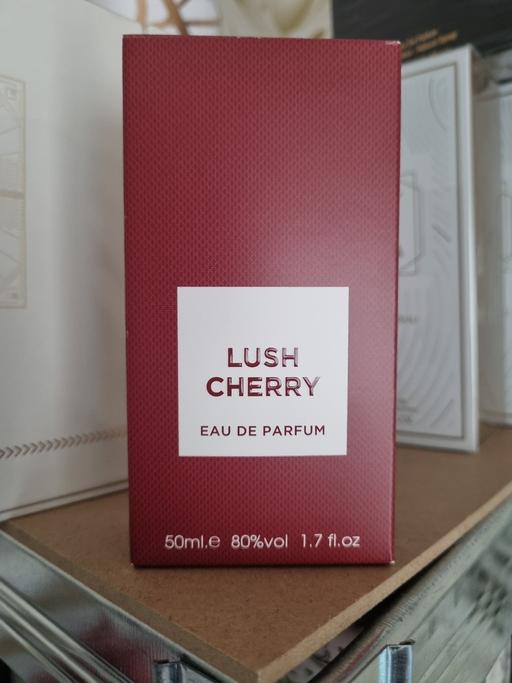 LUSH
CHERRY
EAU DE PARFUM
50ml.e 80%vol 1.7 fl.oz